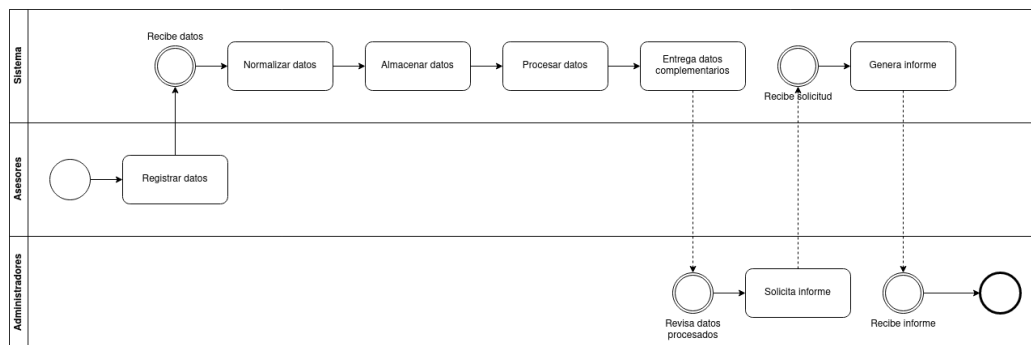 Sistema
Recibe datos
Normalizar datos
Almacenar datos
Procesar datos
Entrega datos
complementarios
Recibe solicitud
Genera informe
Asesores
Registrar datos
Administradores
Revisa datos
procesados
Solicita informe
Recibe informe